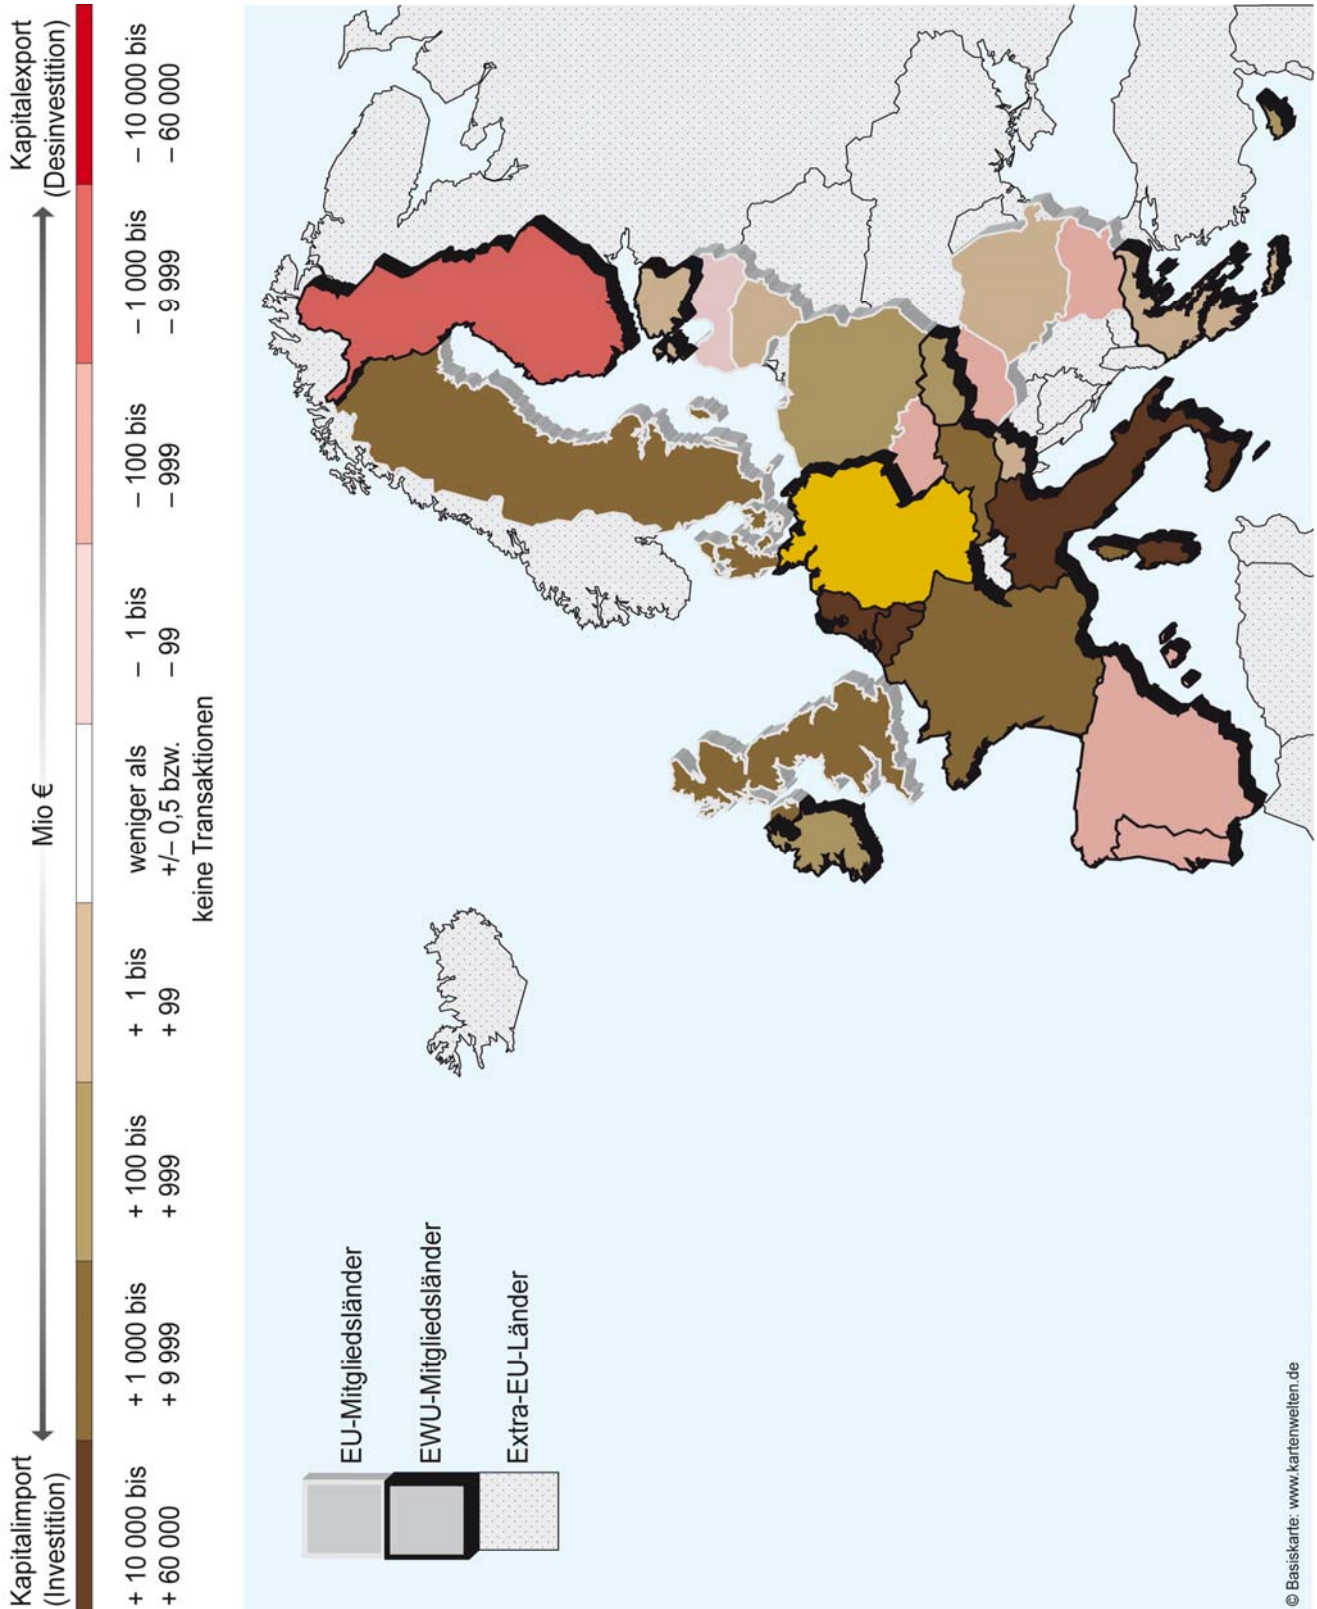 Kapitalimport
(Investition)
Mio €
Kapitalexport
(Desinvestition)
+ 10 000 bis
+ 60 000
+ 1 000 bis
+ 9 999
+ 100 bis
+ 999
+ 1 bis
+ 99
weniger als
+/– 0,5 bzw.
keine Transaktionen
– 1 bis
– 99
– 100 bis
– 999
– 1 000 bis
– 9 999
– 10 000 bis
– 60 000
EU-Mitgliedsländer
EWU-Mitgliedsländer
Extra-EU-Länder
© Basiskarte: www.kartenwelten.de